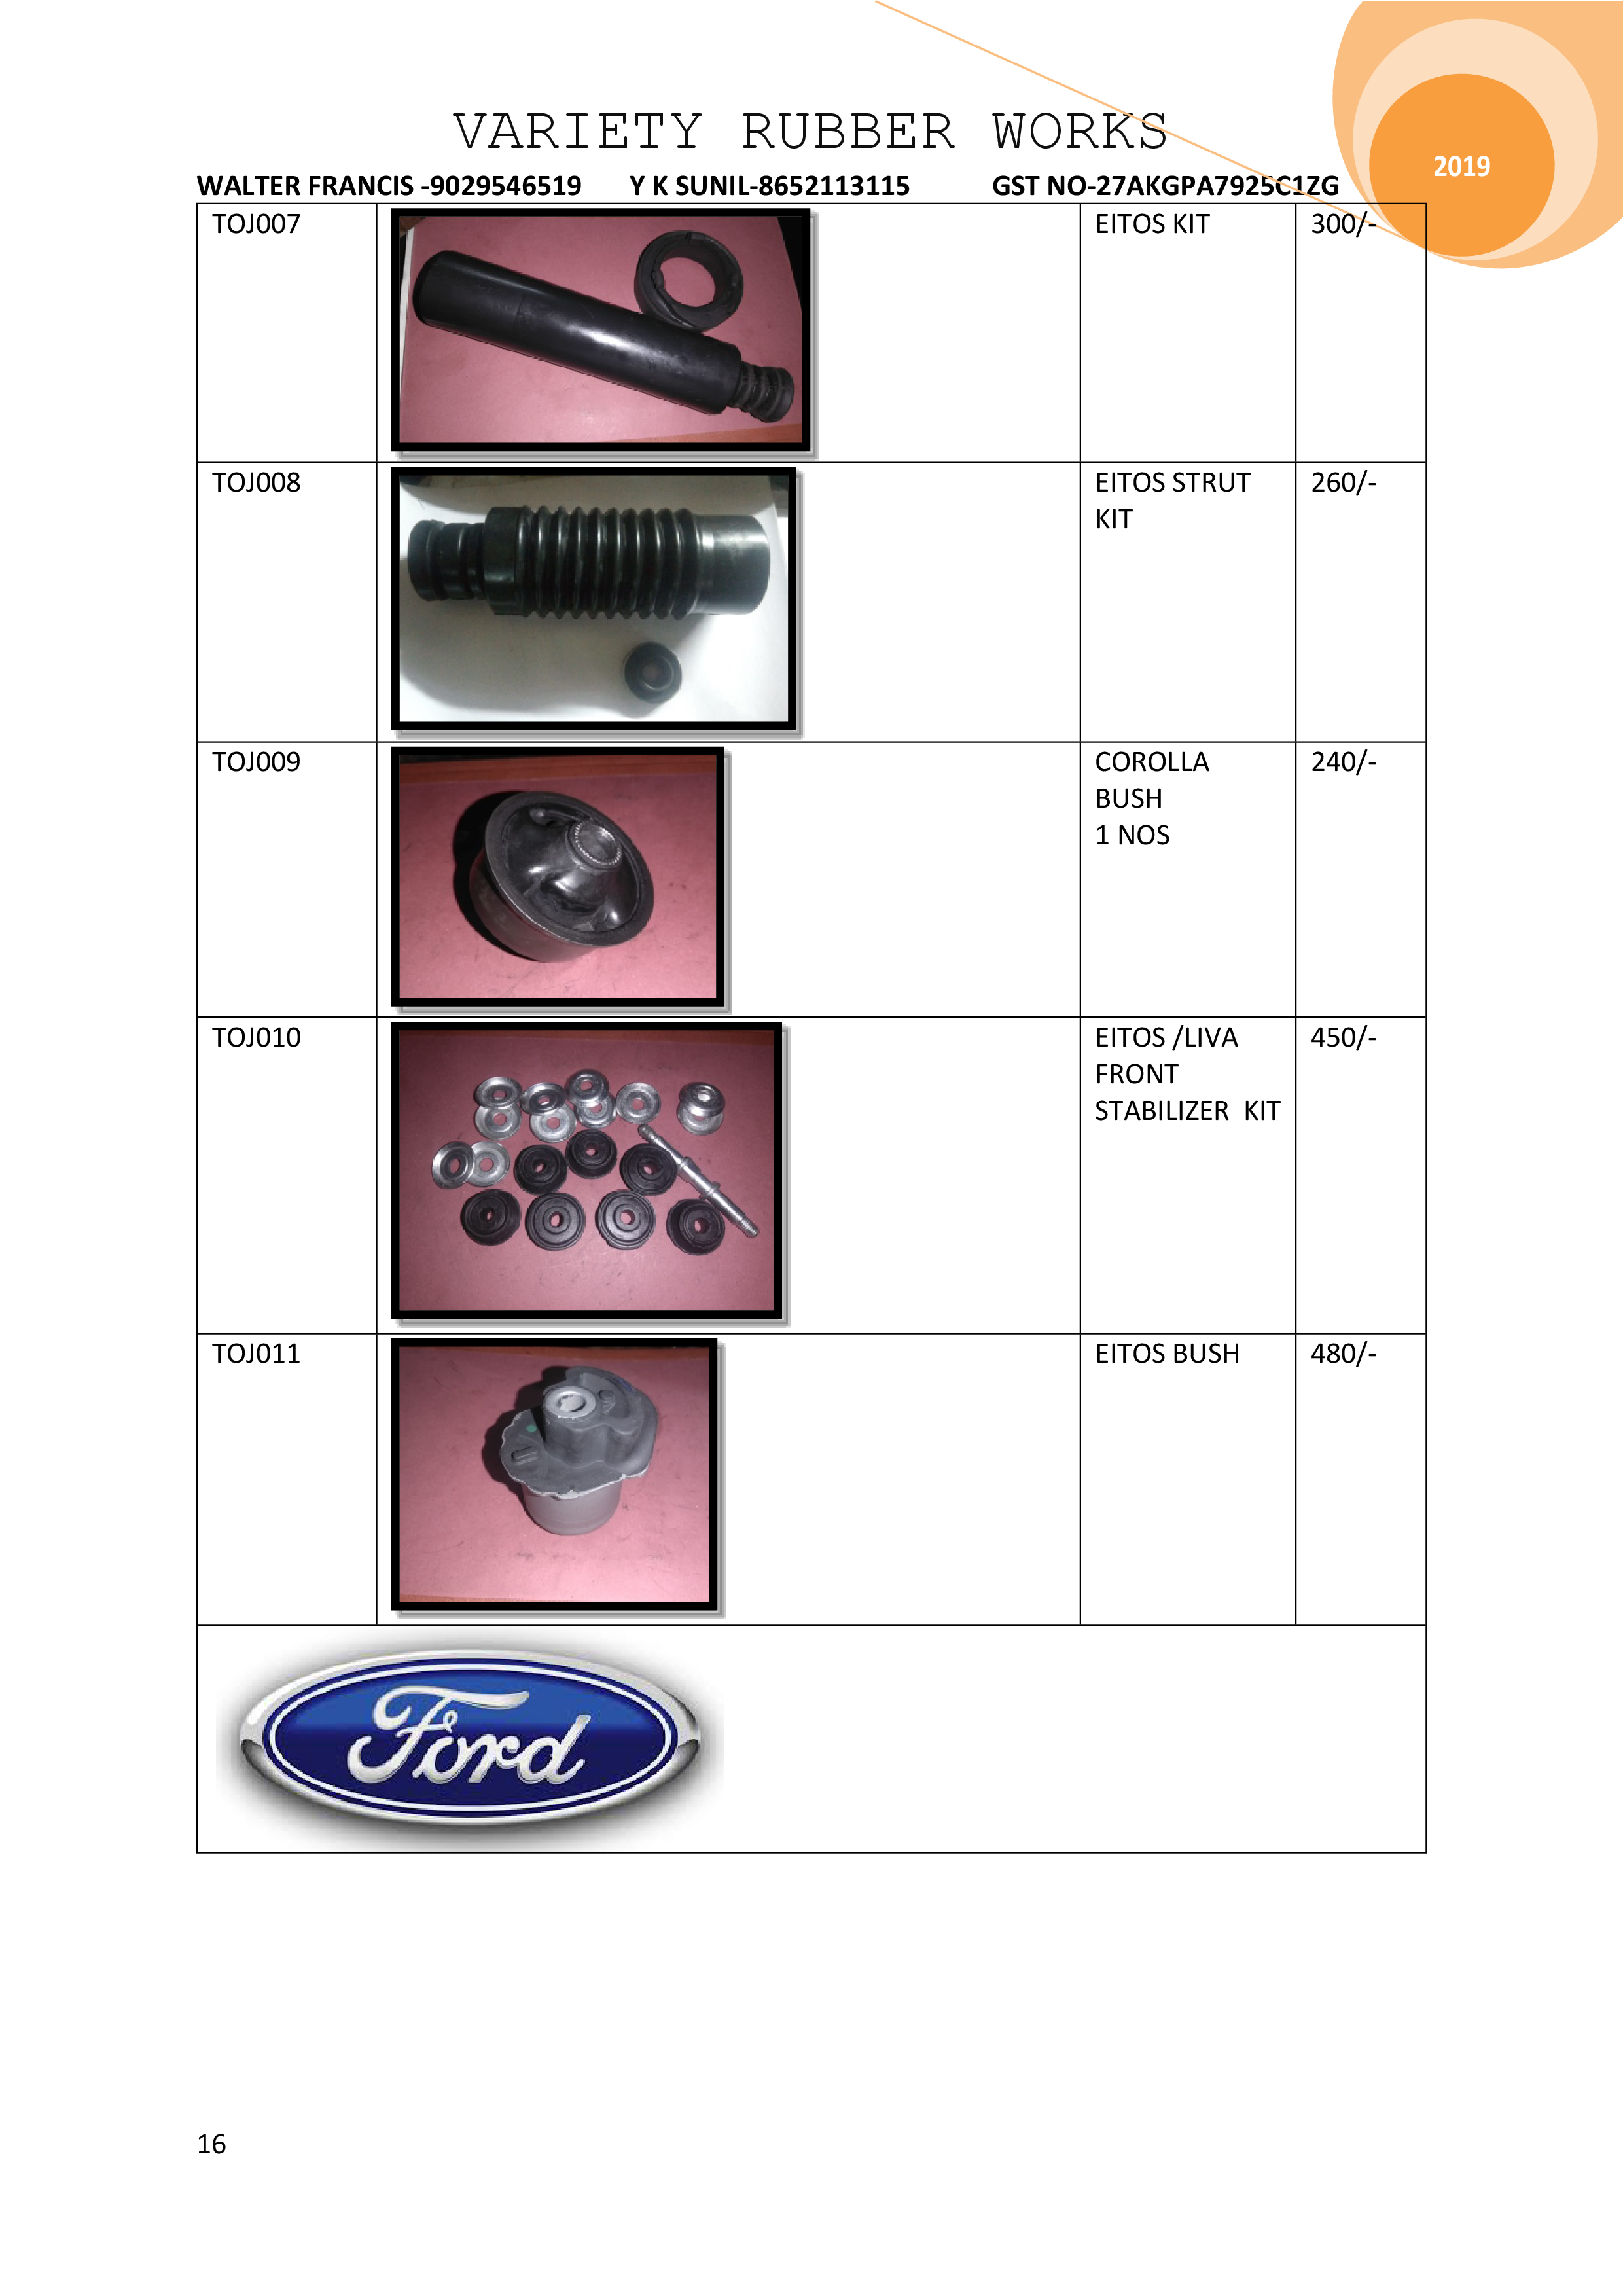 2019
VARIETY RUBBER WORKS
WALTER FRANCIS -9029546519 Y K SUNIL-8652113115 GST NO-27AKGPA7925C1ZG
TOJ007 EITOS KIT 300/-
TOJ008 EITOS STRUT 260/-
KIT
TOJ009 COROLLA 240/-
BUSH
1 NOS
TOJ010 EITOS /LIVA 450/-
FRONT
STABILIZER KIT
TOJ011 EITOS BUSH 480/-
Ford
16